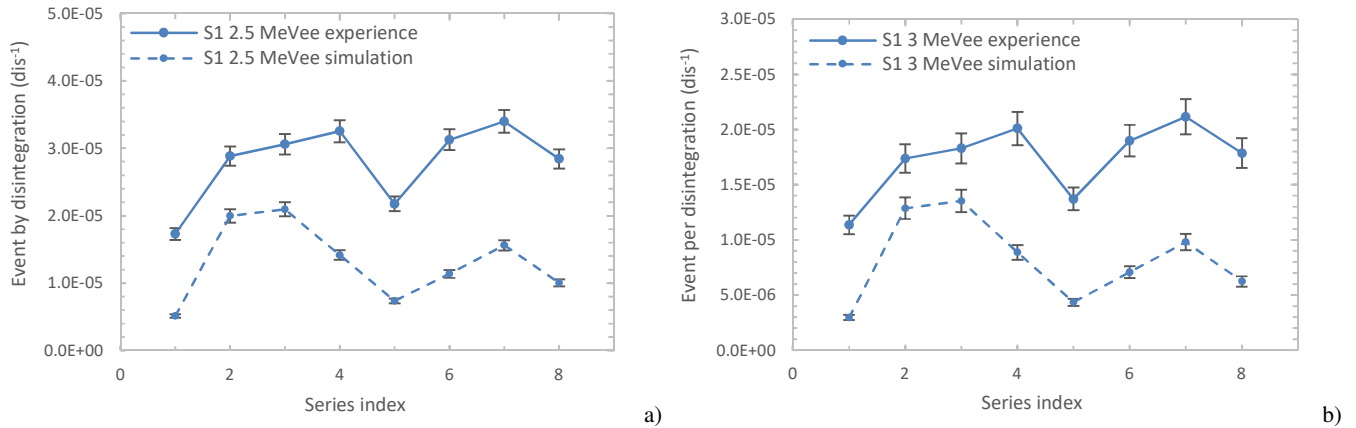 5.0E-05
4.0E-05
3.0E-05
2.0E-05
1.0E-05
0.0E+00
Event by disintegration (dis⁻¹)
S1 2.5 MeVee experience
S1 2.5 MeVee simulation
0 2 4 6 8
Series index
a)
3.0E-05
2.5E-05
2.0E-05
1.5E-05
1.0E-05
5.0E-06
0.0E+00
Event per disintegration (dis⁻¹)
S1 3 MeVee experience
S1 3 MeVee simulation
0 2 4 6 8
Series index
b)